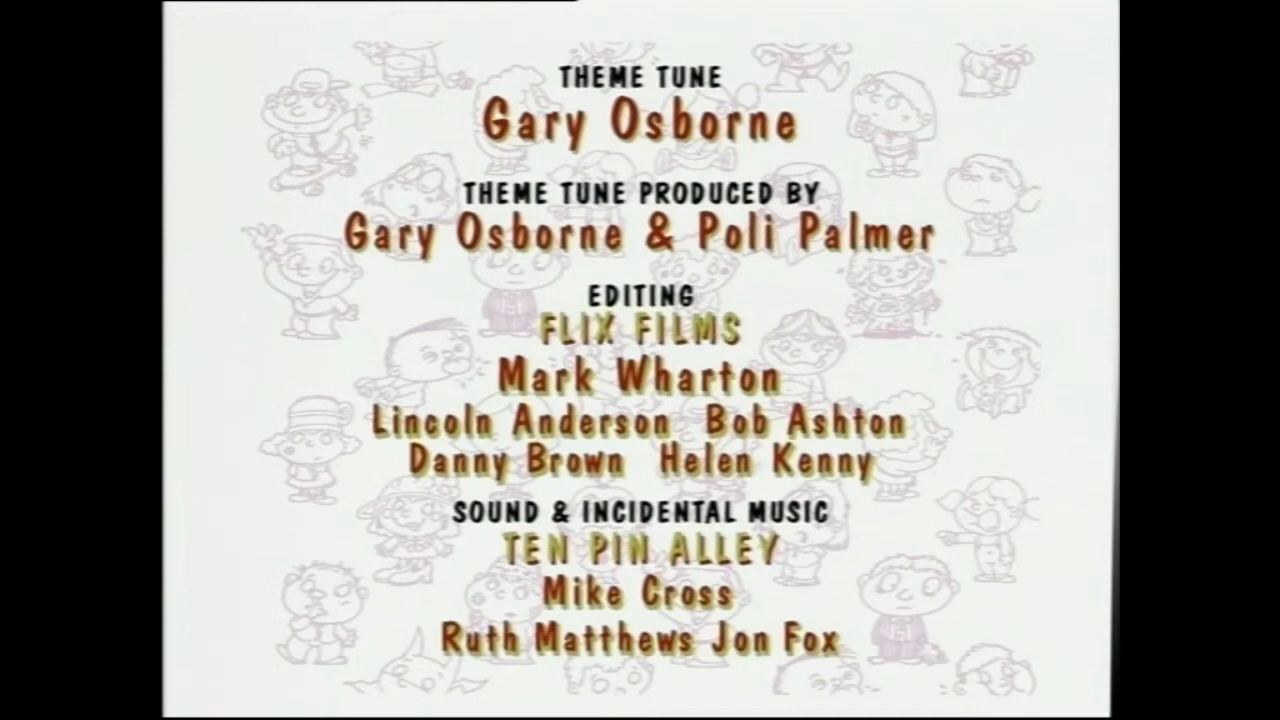 THEME TUNE
Gary Osborne
THEME TUNE PRODUCED BY
Gary Osborne & Poli Palmer
EDITING
FLIX FILMS
Mark Wharton
Lincoln Anderson Bob Ashton
Danny Brown Helen Kenny
SOUND & INCIDENTAL MUSIC
TEN PIN ALLEY
Mike Cross
Ruth Matthews Jon Fox